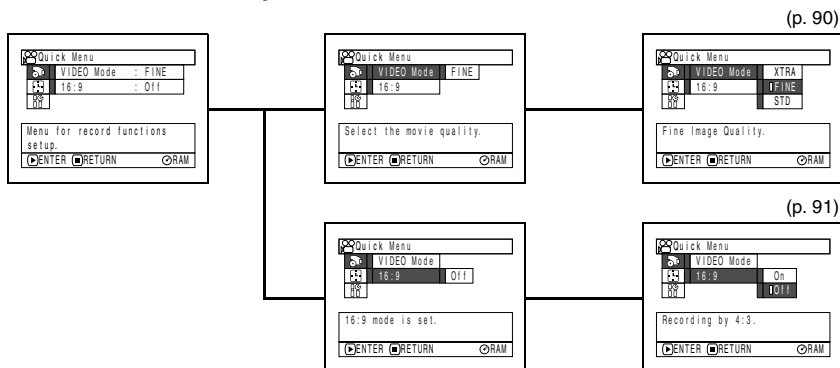 (p. 90)
Quick Menu
VIDEO Mode : FINE
16:9 : Off
Menu for record functions
setup.
ENTER RETURN RAM
Quick Menu
VIDEO Mode FINE
16:9
Select the movie quality.
ENTER RETURN RAM
Quick Menu
VIDEO Mode XTRA
16:9 FINE
STD
Fine Image Quality.
ENTER RETURN RAM
(p. 91)
Quick Menu
VIDEO Mode
16:9 Off
16:9 mode is set.
ENTER RETURN RAM
Quick Menu
VIDEO Mode
16:9 On
Off
Recording by 4:3.
ENTER RETURN RAM